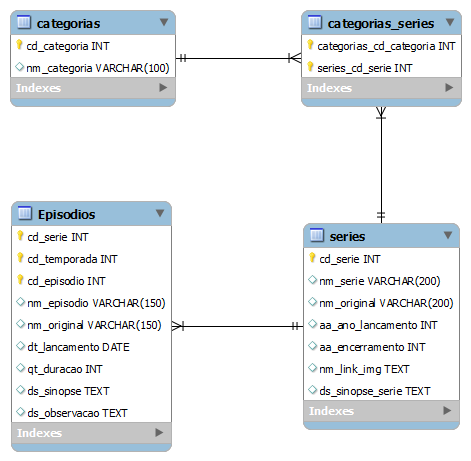 categorias
cd_categoria INT
nm_categoria VARCHAR(100)
Indexes
categorias_series
categorias_cd_categoria INT
series_cd_serie INT
Indexes
Episodios
cd_serie INT
cd_temporada INT
cd_episodio INT
nm_episodio VARCHAR(150)
nm_original VARCHAR(150)
dt_lancamento DATE
qt_duracao INT
ds_sinopse TEXT
ds_observacao TEXT
Indexes
series
cd_serie INT
nm_serie VARCHAR(200)
nm_original VARCHAR(200)
aa_ano_lancamento INT
aa_encerramento INT
nm_link_img TEXT
ds_sinopse_serie TEXT
Indexes